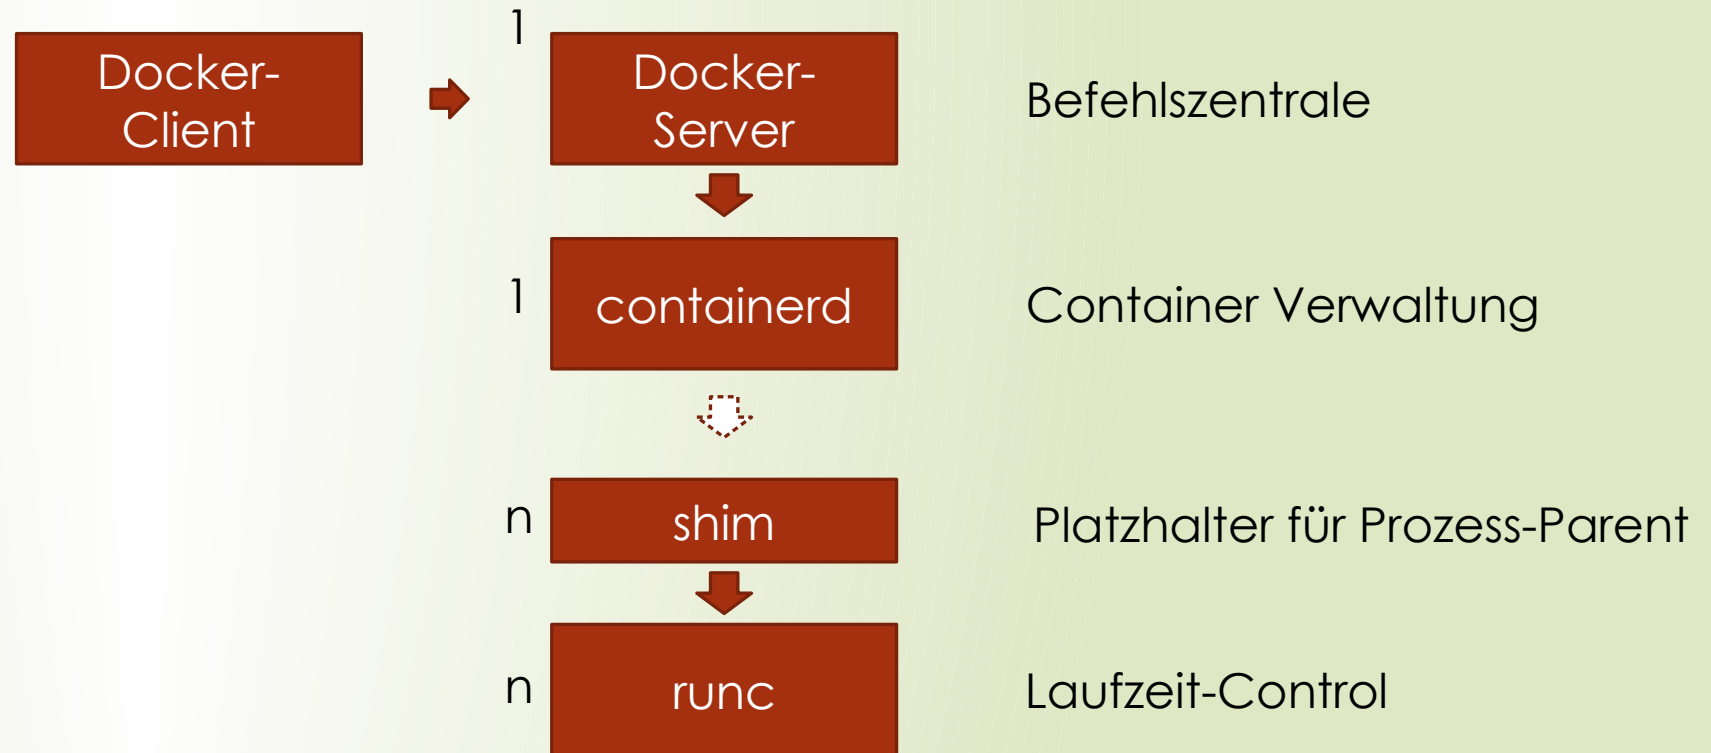 Docker-
Client
1
Docker-
Server
Befehlszentrale
1
containerd
Container Verwaltung
n
shim
Platzhalter für Prozess-Parent
n
runc
Laufzeit-Control